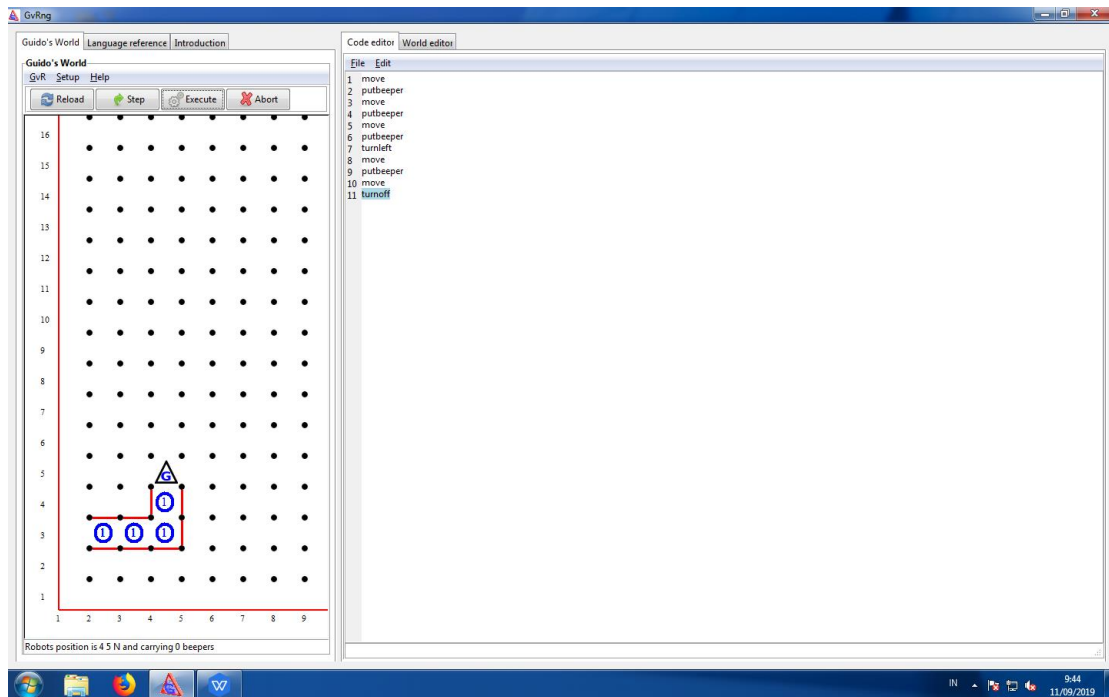 GvRng
Guido's World Language reference Introduction
Guido's World
GvR Setup Help
Reload Step Execute Abort
16
15
14
13
12
11
10
9
8
7
6
5
G
4
1
3
1 1 1
2
1
1 2 3 4 5 6 7 8 9
Robots position is 4 5 N and carrying 0 beepers
Code editor World editor
File Edit
1 move
2 putbeeper
3 move
4 putbeeper
5 move
6 putbeeper
7 turnleft
8 move
9 putbeeper
10 move
11 turnoff
W
IN
9:44
11/09/2019